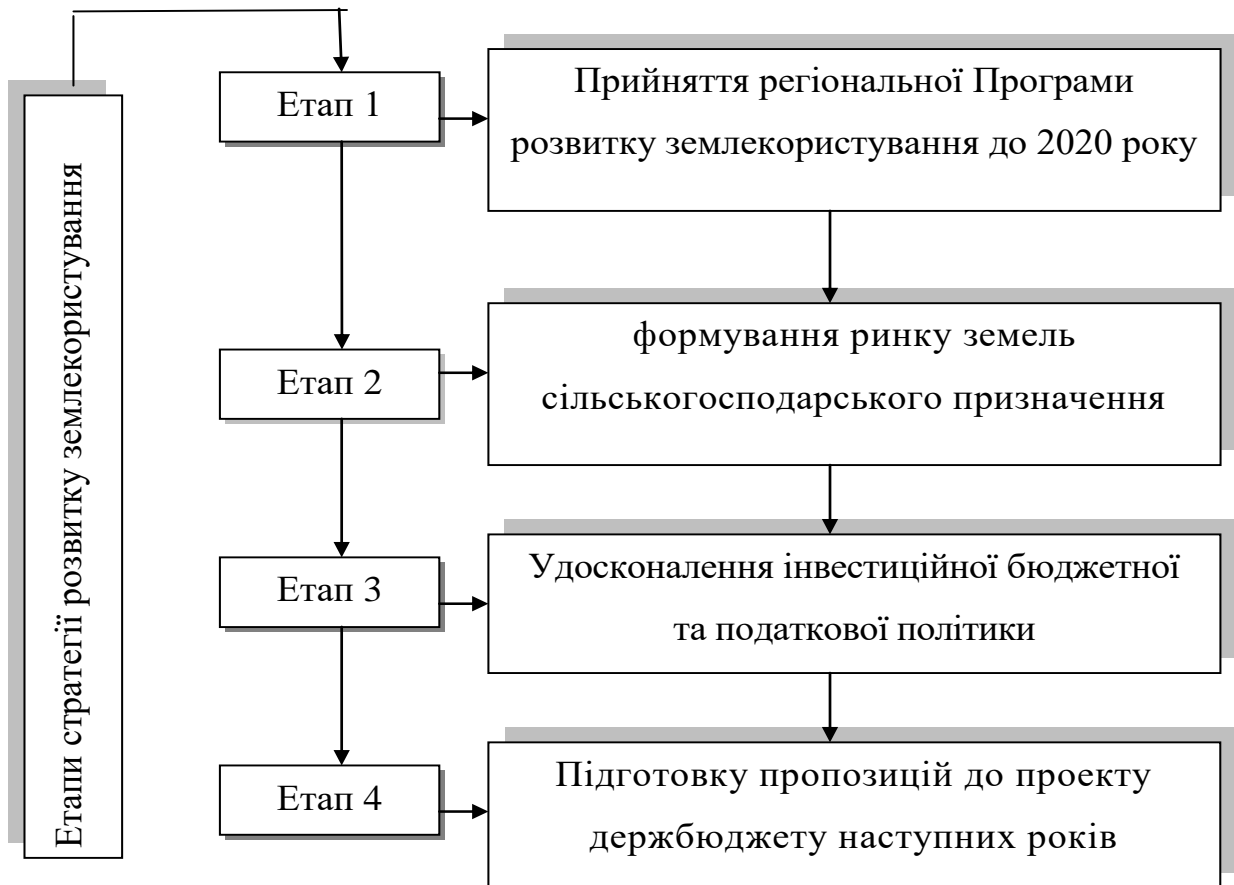 Етапи стратегії розвитку землекористування
Етап 1
Прийняття регіональної Програми
розвитку землекористування до 2020 року
Етап 2
формування ринку земель
сільськогосподарського призначення
Етап 3
Удосконалення інвестиційної бюджетної
та податкової політики
Етап 4
Підготовку пропозицій до проекту
держбюджету наступних років